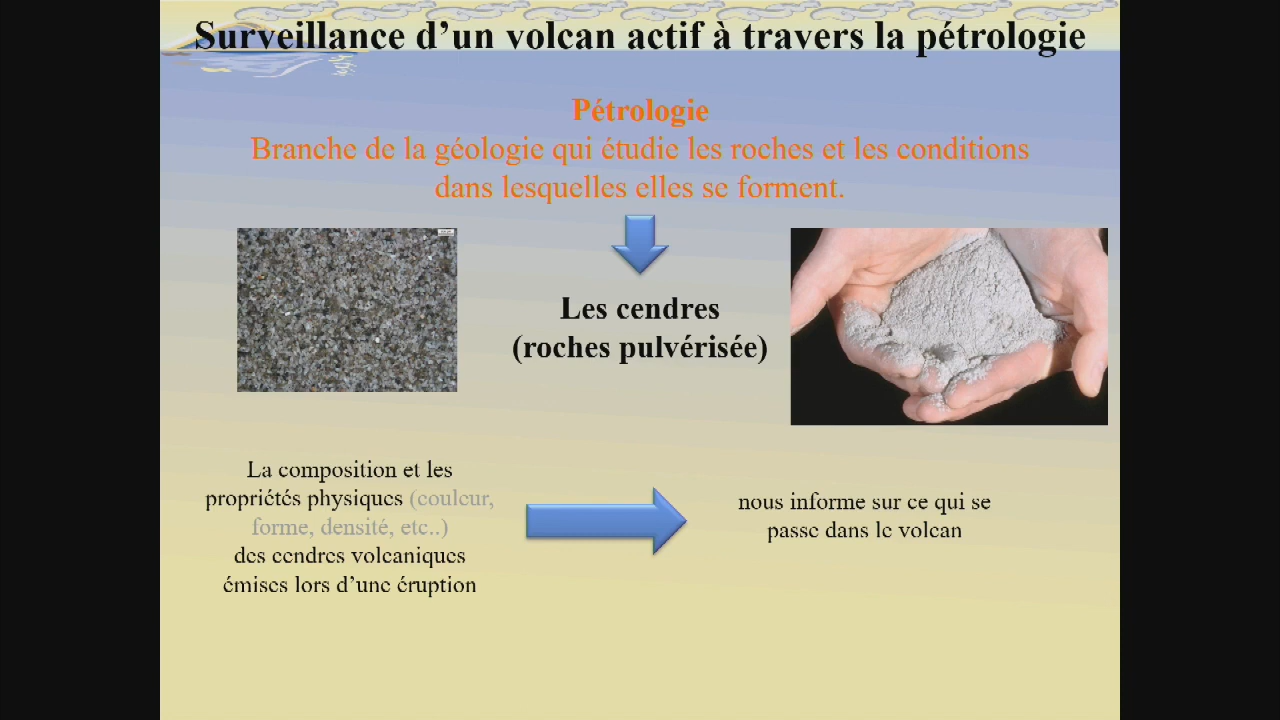 Surveillance d’un volcan actif à travers la pétrologie
Pétrologie
Branche de la géologie qui étudie les roches et les conditions
dans lesquelles elles se forment.
Les cendres
(roches pulvérisée)
La composition et les
propriétés physiques (couleur,
forme, densité, etc..)
des cendres volcaniques
émises lors d’une éruption
nous informe sur ce qui se
passe dans le volcan